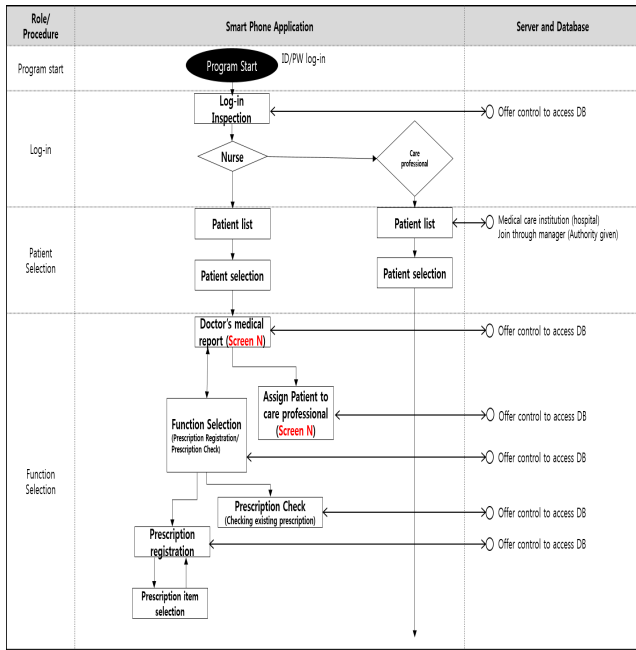 Role/
Procedure
Smart Phone Application
Server and Database
Program start
Program Start
ID/PW log-in
Log-in
Log-in
Inspection
Offer control to access DB
Nurse
Care
professional
Patient
Selection
Patient list
Patient list
Medical care institution (hospital)
Join through manager (Authority given)
Patient selection
Patient selection
Function
Selection
Doctor's medical
report (Screen N)
Offer control to access DB
Assign Patient to
care professional
(Screen N)
Offer control to access DB
Function Selection
(Prescription Registration/
Prescription Check)
Offer control to access DB
Prescription Check
(Checking existing prescription)
Offer control to access DB
Prescription
registration
Offer control to access DB
Prescription item
selection